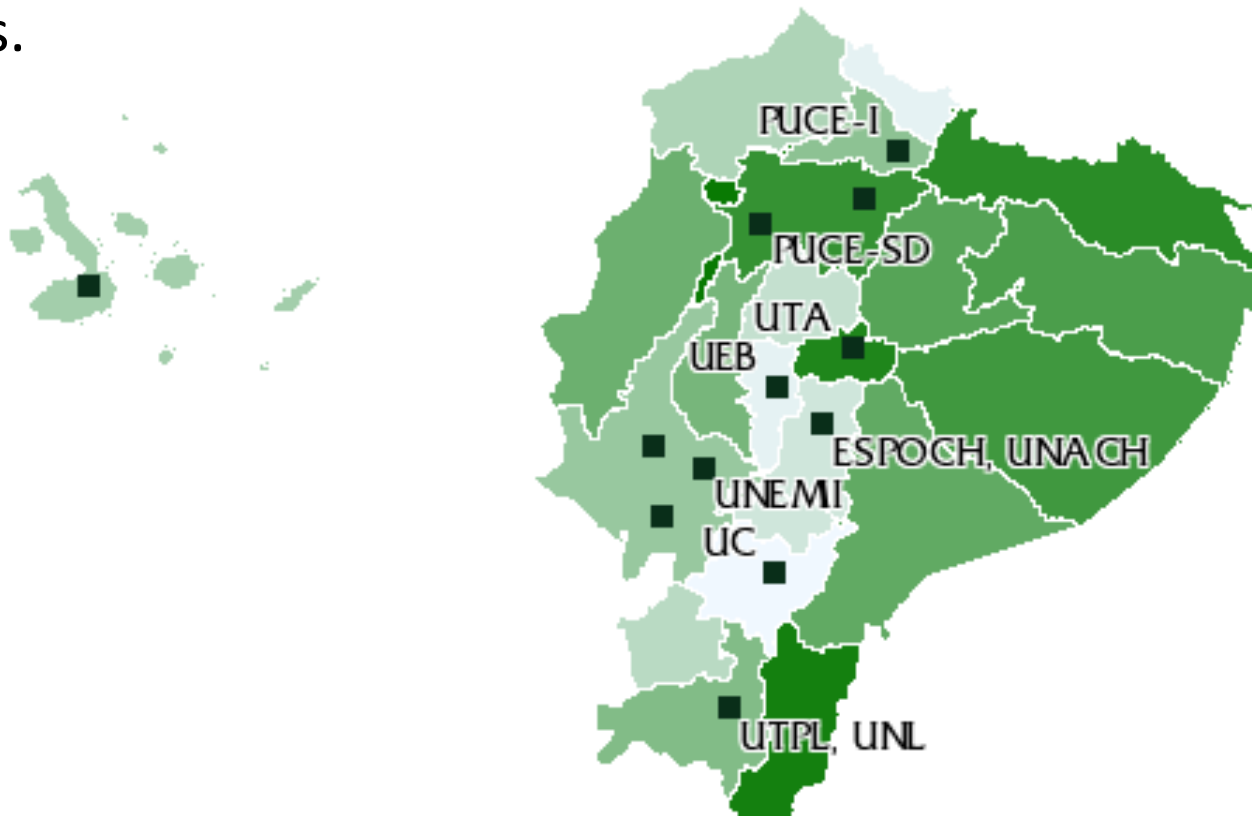 s.
PUCE-I
PUCE-SD
UTA
UEB
ESPOCH, UNACH
UNEMI
UC
UTPL, UNL